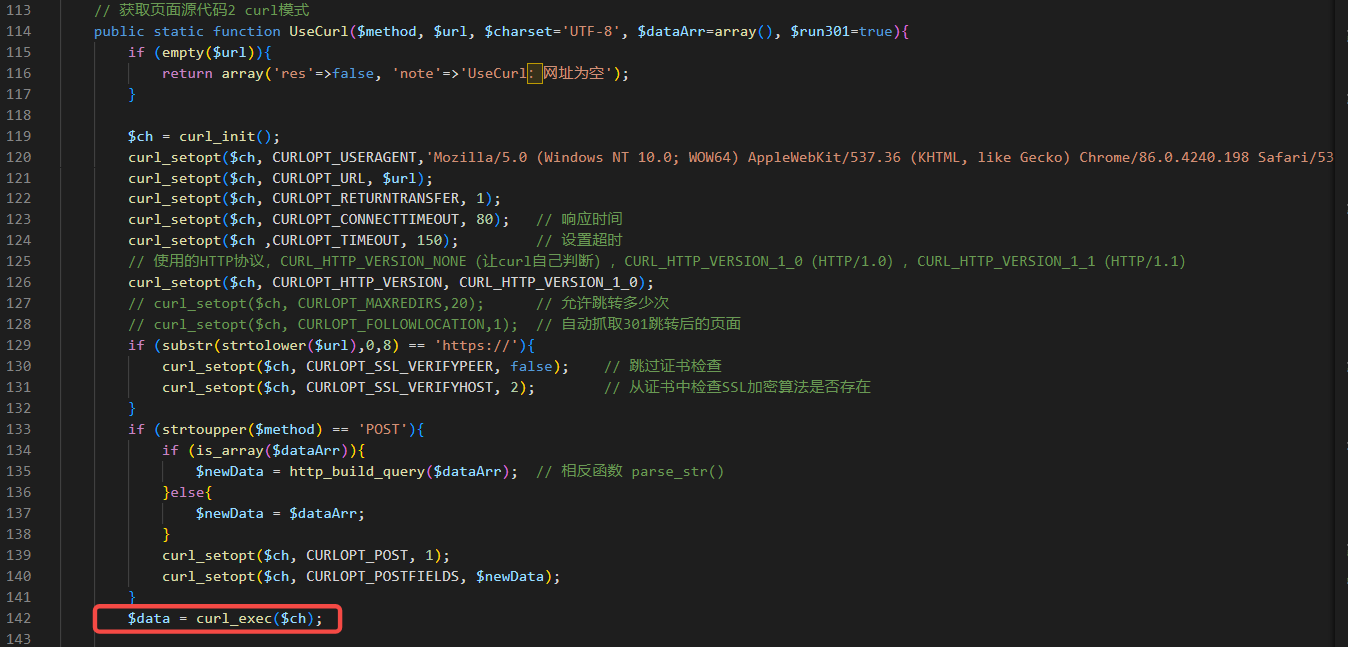 113 // 获取页面源代码2 curl模式
114 public static function UseCurl($method, $url, $charset='UTF-8', $dataArr=array(), $run301=true){
115 if (empty($url)){
116 return array('res'=>false, 'note'=>'UseCurl：网址为空');
117 }
118
119 $ch = curl_init();
120 curl_setopt($ch, CURLOPT_USERAGENT,'Mozilla/5.0 (Windows NT 10.0; WOW64) AppleWebKit/537.36 (KHTML, like Gecko) Chrome/86.0.4240.198 Safari/53
121 curl_setopt($ch, CURLOPT_URL, $url);
122 curl_setopt($ch, CURLOPT_RETURNTRANSFER, 1);
123 curl_setopt($ch, CURLOPT_CONNECTTIMEOUT, 80); // 响应时间
124 curl_setopt($ch ,CURLOPT_TIMEOUT, 150); // 设置超时
125 // 使用的HTTP协议，CURL_HTTP_VERSION_NONE（让curl自己判断），CURL_HTTP_VERSION_1_0（HTTP/1.0），CURL_HTTP_VERSION_1_1（HTTP/1.1）
126 curl_setopt($ch, CURLOPT_HTTP_VERSION, CURL_HTTP_VERSION_1_0);
127 // curl_setopt($ch, CURLOPT_MAXREDIRS,20); // 允许跳转多少次
128 // curl_setopt($ch, CURLOPT_FOLLOWLOCATION,1); // 自动抓取301跳转后的页面
129 if (substr(strtolower($url),0,8) == 'https://'){
130 curl_setopt($ch, CURLOPT_SSL_VERIFYPEER, false); // 跳过证书检查
131 curl_setopt($ch, CURLOPT_SSL_VERIFYHOST, 2); // 从证书中检查SSL加密算法是否存在
132 }
133 if (strtoupper($method) == 'POST'){
134 if (is_array($dataArr)){
135 $newData = http_build_query($dataArr); // 相反函数 parse_str()
136 }else{
137 $newData = $dataArr;
138 }
139 curl_setopt($ch, CURLOPT_POST, 1);
140 curl_setopt($ch, CURLOPT_POSTFIELDS, $newData);
141 }
142 $data = curl_exec($ch);
143